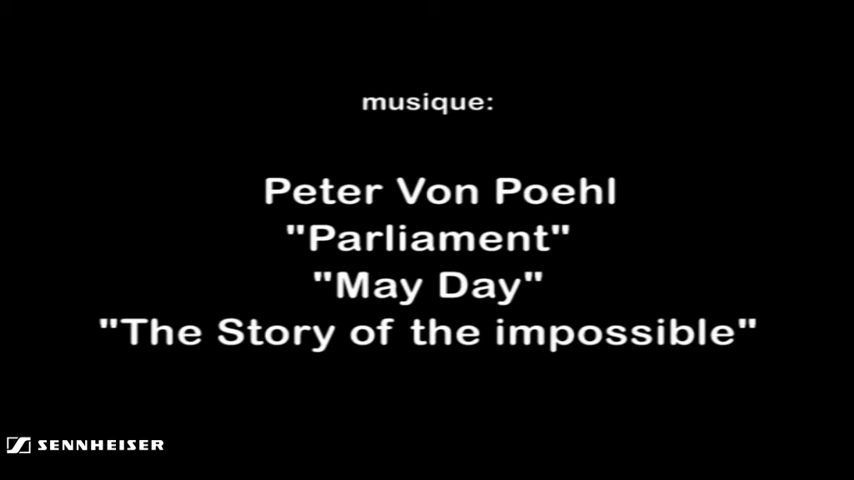 musique:
Peter Von Poehl
"Parliament"
"May Day"
"The Story of the impossible"
SENNHEISER